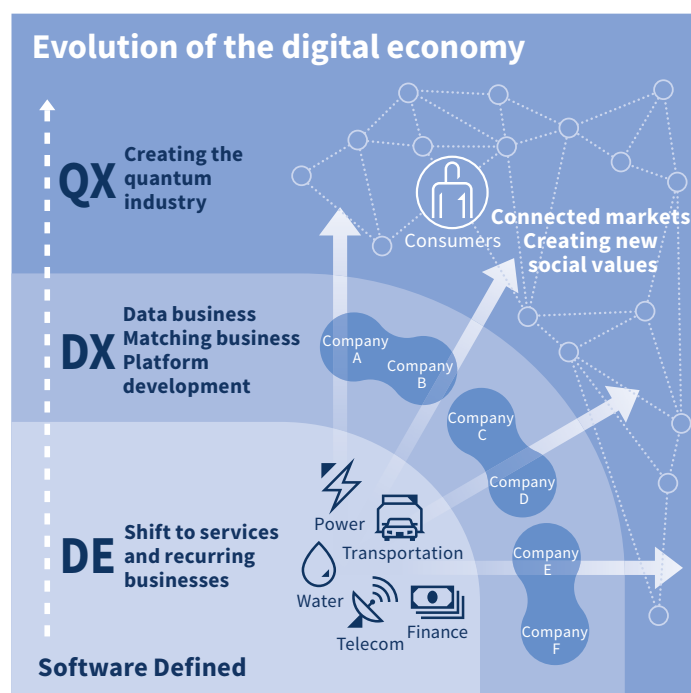 Evolution of the digital economy
QX
Creating the
quantum
industry
Consumers
Connected markets
Creating new
social values
DX
Data business
Matching business
Platform
development
Company
A
Company
B
Company
C
Company
D
DE
Shift to services
and recurring
businesses
Power
Transportation
Water
Telecom
Finance
Company
E
Company
F
Software Defined